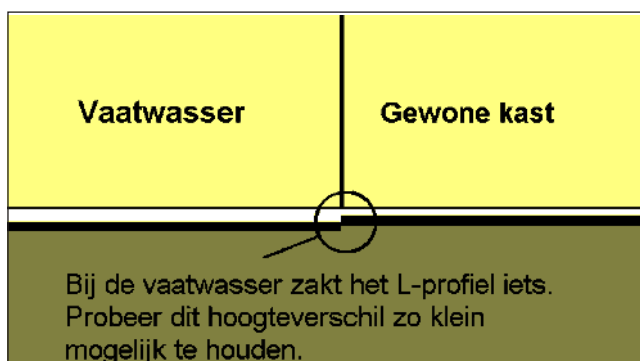 Vaatwasser
Gewone kast
Bij de vaatwasser zakt het L-profiel iets.
Probeer dit hoogteverschil zo klein
mogelijk te houden.